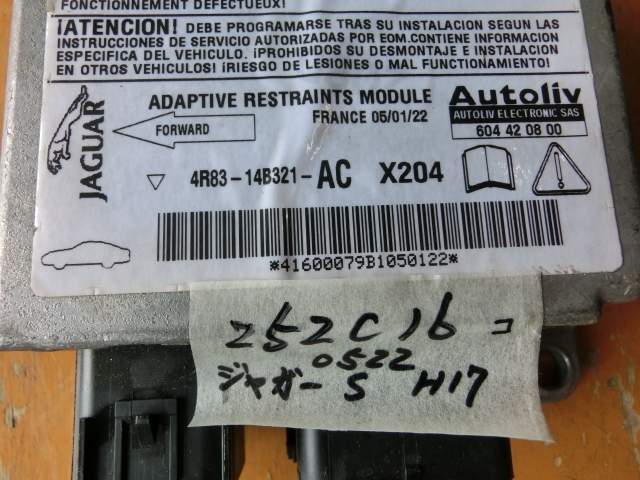 FONCTIONNEMENT DEFECTUEUX!
¡ATENCION! DEBE PROGRAMARSE TRAS SU INSTALACION SEGUN LAS
INSTRUCCIONES DE SERVICIO AUTORIZADAS POR EOM.CONTIENE INFORMACION
ESPECIFICA DEL VEHICULO. ¡PROHIBIDOS SU DESMONTAJE E INSTALACION
EN OTROS VEHICULOS! ¡RIESGO DE LESIONES O MAL FUNCIONAMIENTO!
JAGUAR
FORWARD
ADAPTIVE RESTRAINTS MODULE
FRANCE 05/01/22
Autoliv
AUTOLIV ELECTRONIC SAS
604 42 08 00
4R83-14B321-AC X204
*41600079B1050122*
252C16 コ
0522
ジャガー S H17